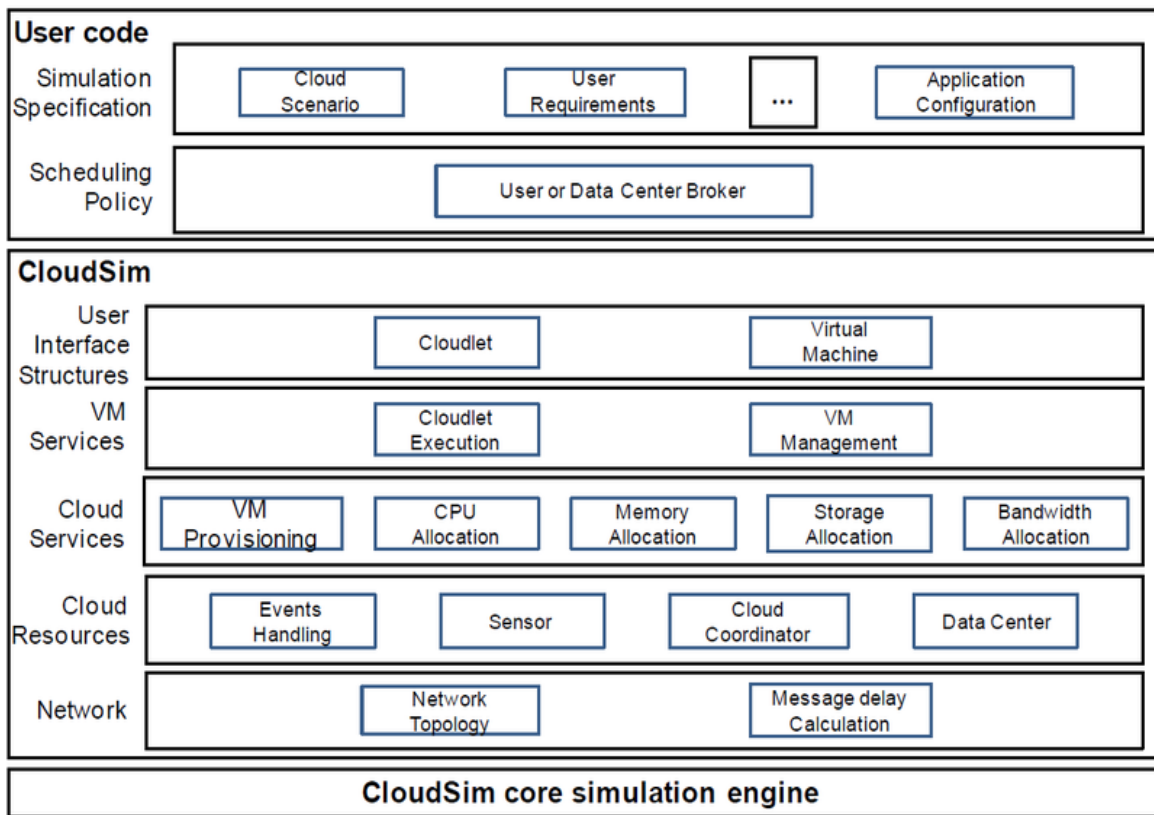 User code
Simulation
Specification
Cloud
Scenario
User
Requirements
...
Application
Configuration
Scheduling
Policy
User or Data Center Broker
CloudSim
User
Interface
Structures
Cloudlet
Virtual
Machine
VM
Services
Cloudlet
Execution
VM
Management
Cloud
Services
VM
Provisioning
CPU
Allocation
Memory
Allocation
Storage
Allocation
Bandwidth
Allocation
Cloud
Resources
Events
Handling
Sensor
Cloud
Coordinator
Data Center
Network
Network
Topology
Message delay
Calculation
CloudSim core simulation engine